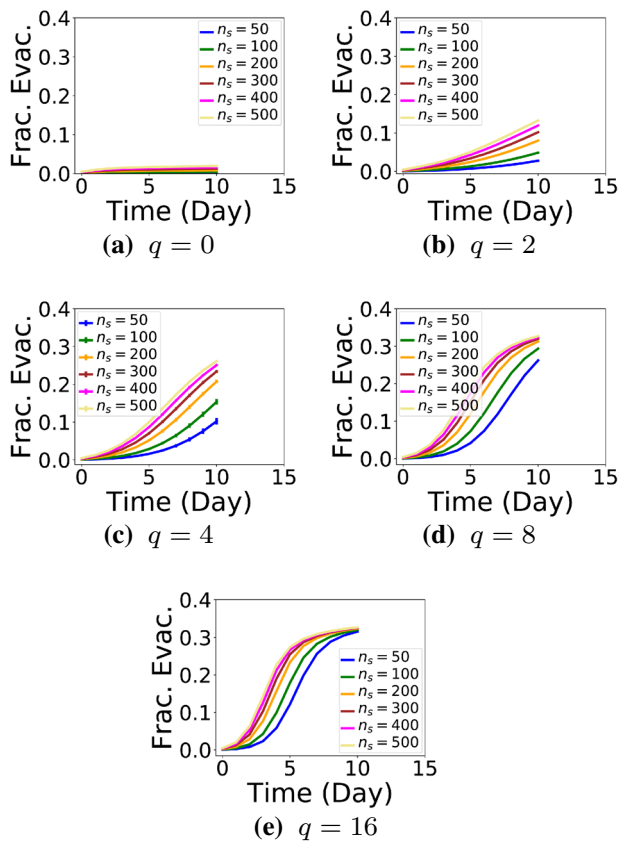 0.4
0.3
0.2
0.1
0.0
Frac. Evac.
n_s = 50
n_s = 100
n_s = 200
n_s = 300
n_s = 400
n_s = 500
0 5 10 15
Time (Day)
(a) q = 0
0.4
0.3
0.2
0.1
0.0
Frac. Evac.
n_s = 50
n_s = 100
n_s = 200
n_s = 300
n_s = 400
n_s = 500
0 5 10 15
Time (Day)
(b) q = 2
0.4
0.3
0.2
0.1
0.0
Frac. Evac.
n_s = 50
n_s = 100
n_s = 200
n_s = 300
n_s = 400
n_s = 500
0 5 10 15
Time (Day)
(c) q = 4
0.4
0.3
0.2
0.1
0.0
Frac. Evac.
n_s = 50
n_s = 100
n_s = 200
n_s = 300
n_s = 400
n_s = 500
0 5 10 15
Time (Day)
(d) q = 8
0.4
0.3
0.2
0.1
0.0
Frac. Evac.
n_s = 50
n_s = 100
n_s = 200
n_s = 300
n_s = 400
n_s = 500
0 5 10 15
Time (Day)
(e) q = 16